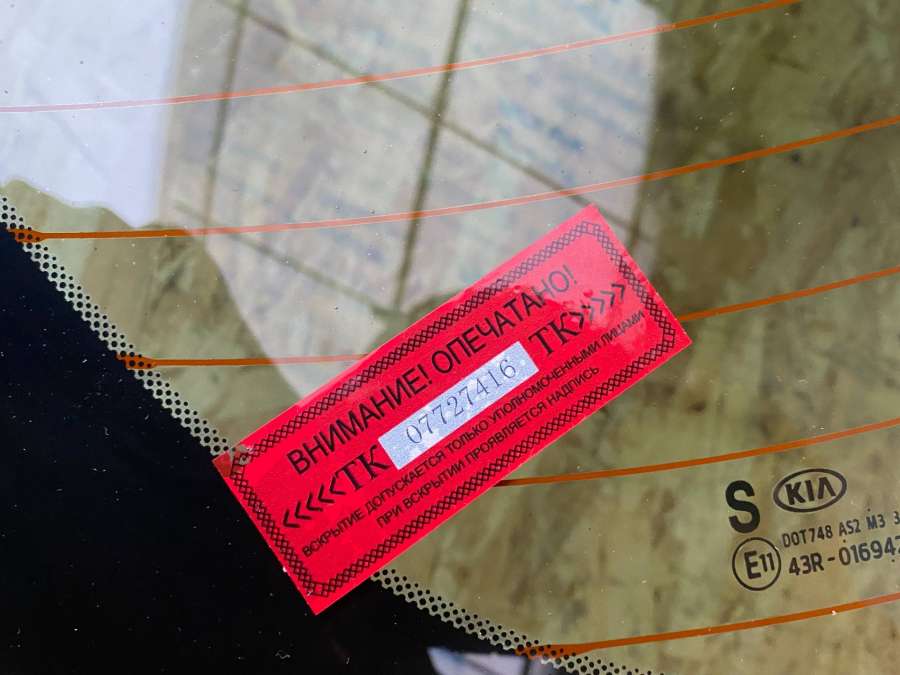 ВНИМАНИЕ! ОПЕЧАТАНО!
<<<<<ТК 07727416 ТК>>>>>
ВСКРЫТИЕ ДОПУСКАЕТСЯ ТОЛЬКО УПОЛНОМОЧЕННЫМИ ЛИЦАМИ
ПРИ ВСКРЫТИИ ПРОЯВЛЯЕТСЯ НАДПИСЬ
S KIA
E11 DOT748 AS2 M3
43R-01694